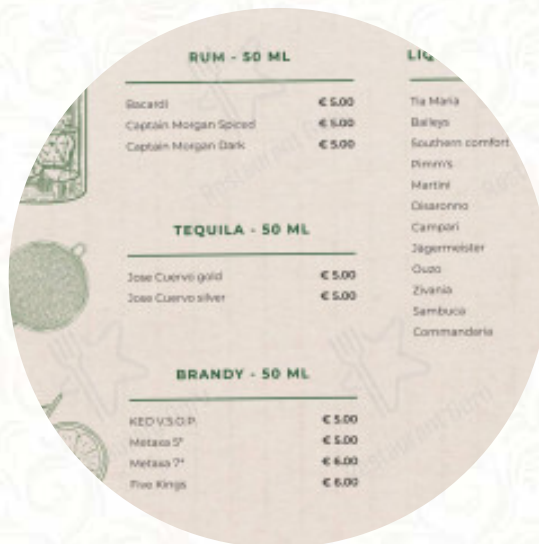 RUM - 50 ML
Bacardi € 5.00
Captain Morgan Spiced € 5.00
Captain Morgan Dark € 5.00
TEQUILA - 50 ML
Jose Cuervo gold € 5.00
Jose Cuervo silver € 5.00
BRANDY - 50 ML
KEO V.S.O.P. € 5.00
Metaxa 5* € 5.00
Metaxa 7* € 6.00
Five Kings € 6.00
LIQ
Tia Maria
Baileys
Southern comfort
Pimm's
Martini
Disaronno
Campari
Jägermeister
Ouzo
Zivania
Sambuca
Commandaria
Restaurant Guru